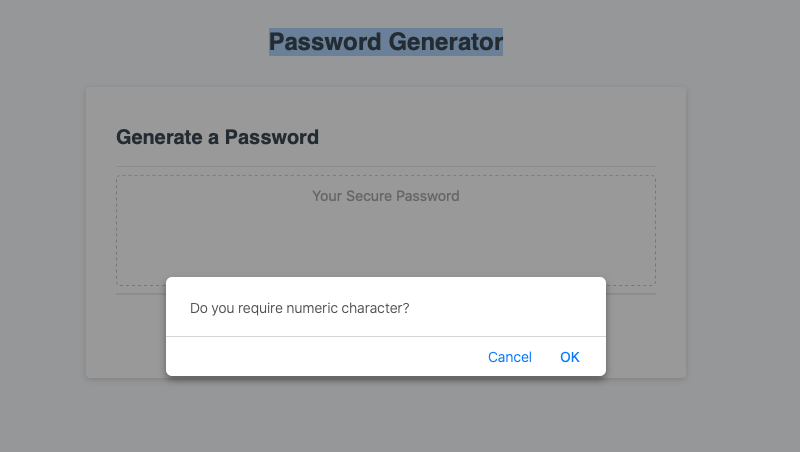 Password Generator
Generate a Password
Your Secure Password
Do you require numeric character?
Cancel OK